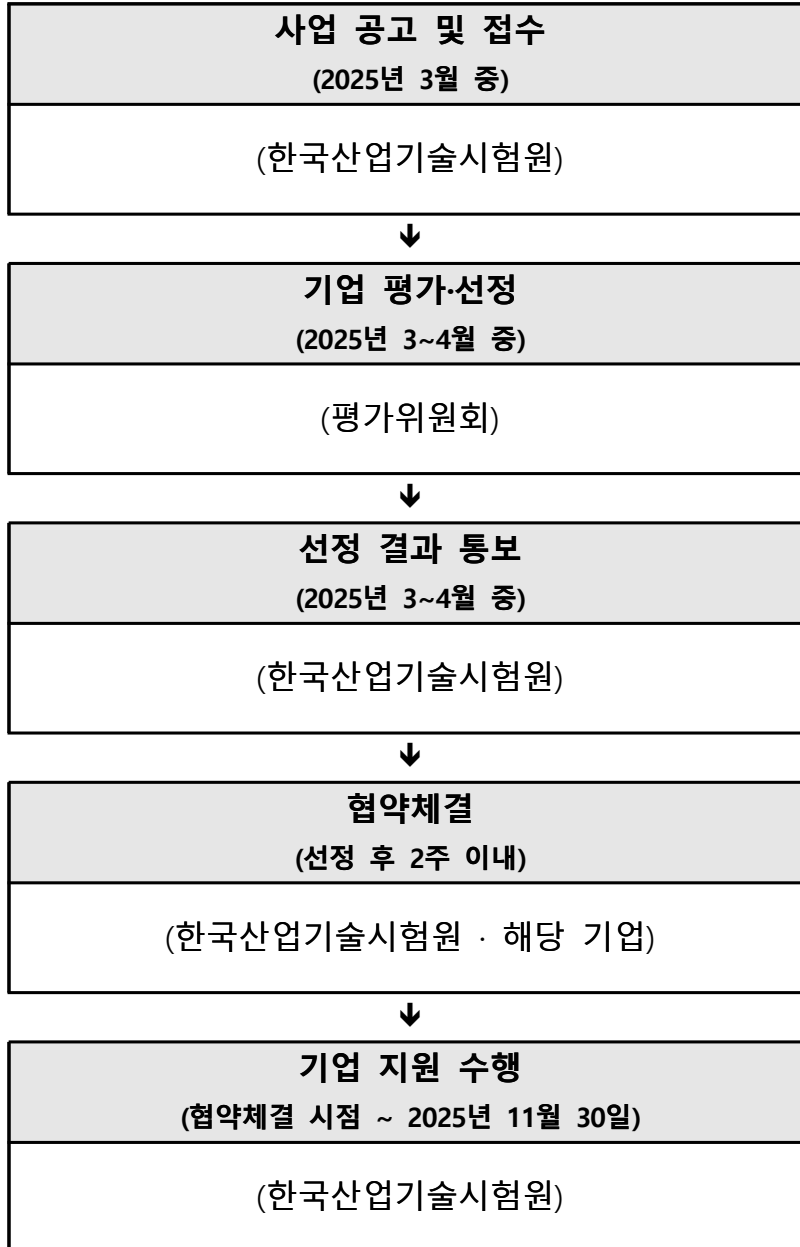 사업 공고 및 접수
(2025년 3월 중)
(한국산업기술시험원)
↓
기업 평가·선정
(2025년 3~4월 중)
(평가위원회)
↓
선정 결과 통보
(2025년 3~4월 중)
(한국산업기술시험원)
↓
협약체결
(선정 후 2주 이내)
(한국산업기술시험원 · 해당 기업)
↓
기업 지원 수행
(협약체결 시점 ~ 2025년 11월 30일)
(한국산업기술시험원)